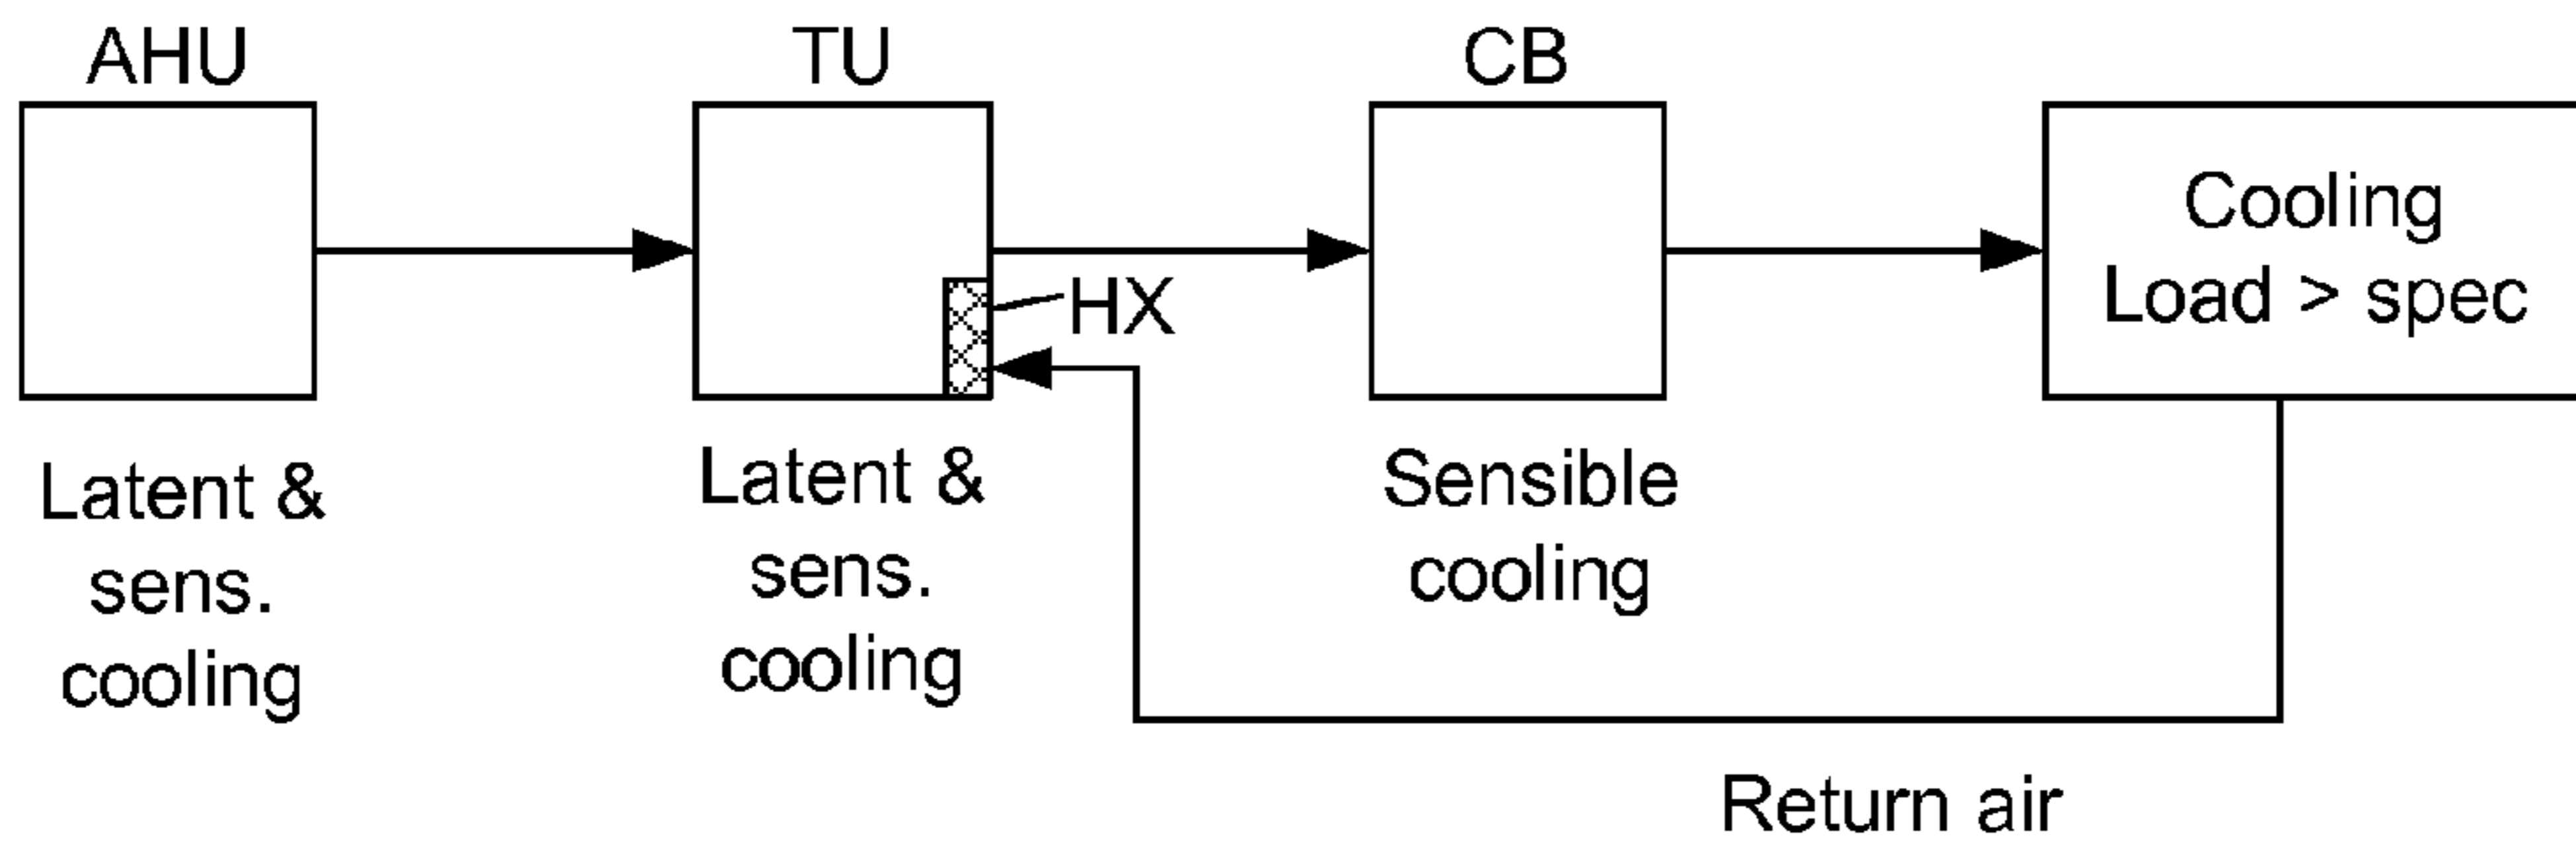 AHU
TU
CB
Cooling
Load > spec
HX
Latent &
sens.
cooling
Latent &
sens.
cooling
Sensible
cooling
Return air